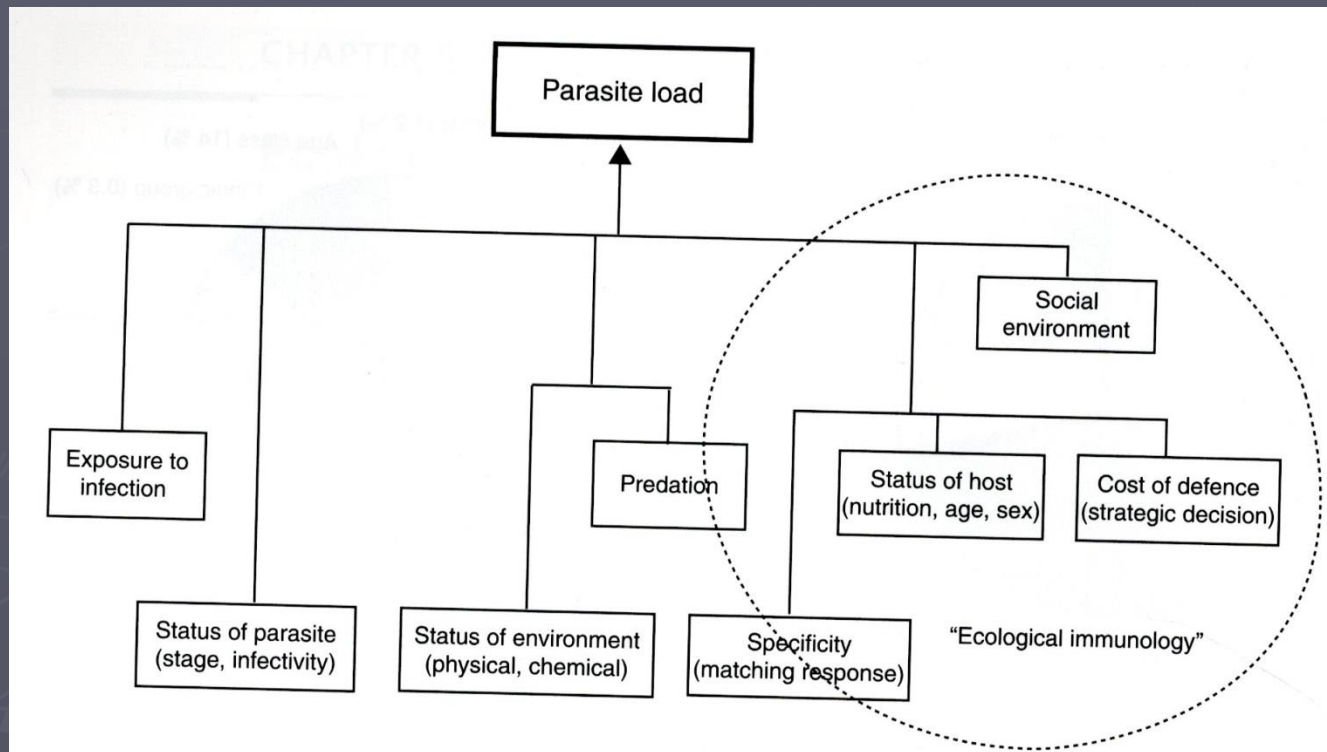 Parasite load
Social
environment
Exposure to
infection
Predation
Status of host
(nutrition, age, sex)
Cost of defence
(strategic decision)
Status of parasite
(stage, infectivity)
Status of environment
(physical, chemical)
Specificity
(matching response)
“Ecological immunology”